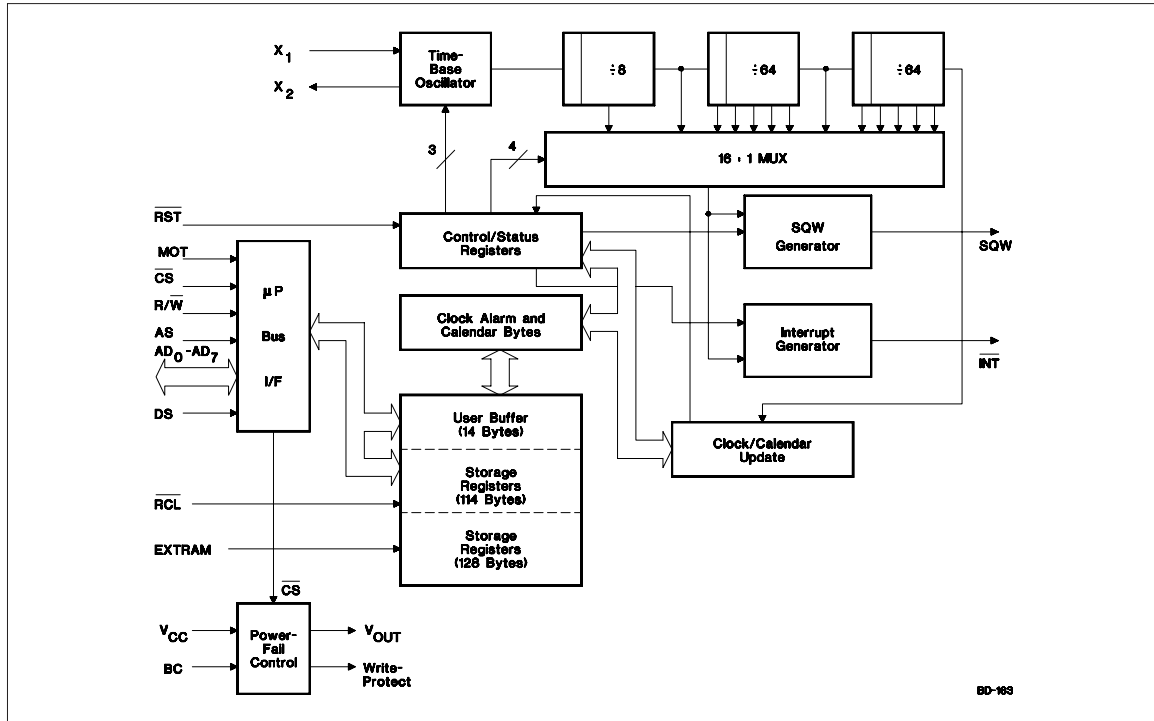 X1
X2
Time-
Base
Oscillator
÷8
÷64
÷64
3
4
16 : 1 MUX
RST
Control/Status
Registers
SQW
Generator
SQW
MOT
CS
R/W
AS
AD0-AD7
DS
µP
Bus
I/F
Clock Alarm and
Calendar Bytes
Interrupt
Generator
INT
User Buffer
(14 Bytes)
Clock/Calendar
Update
Storage
Registers
(114 Bytes)
RCL
Storage
Registers
(128 Bytes)
EXTRAM
CS
VCC
BC
Power-
Fail
Control
VOUT
Write-
Protect
BD-163